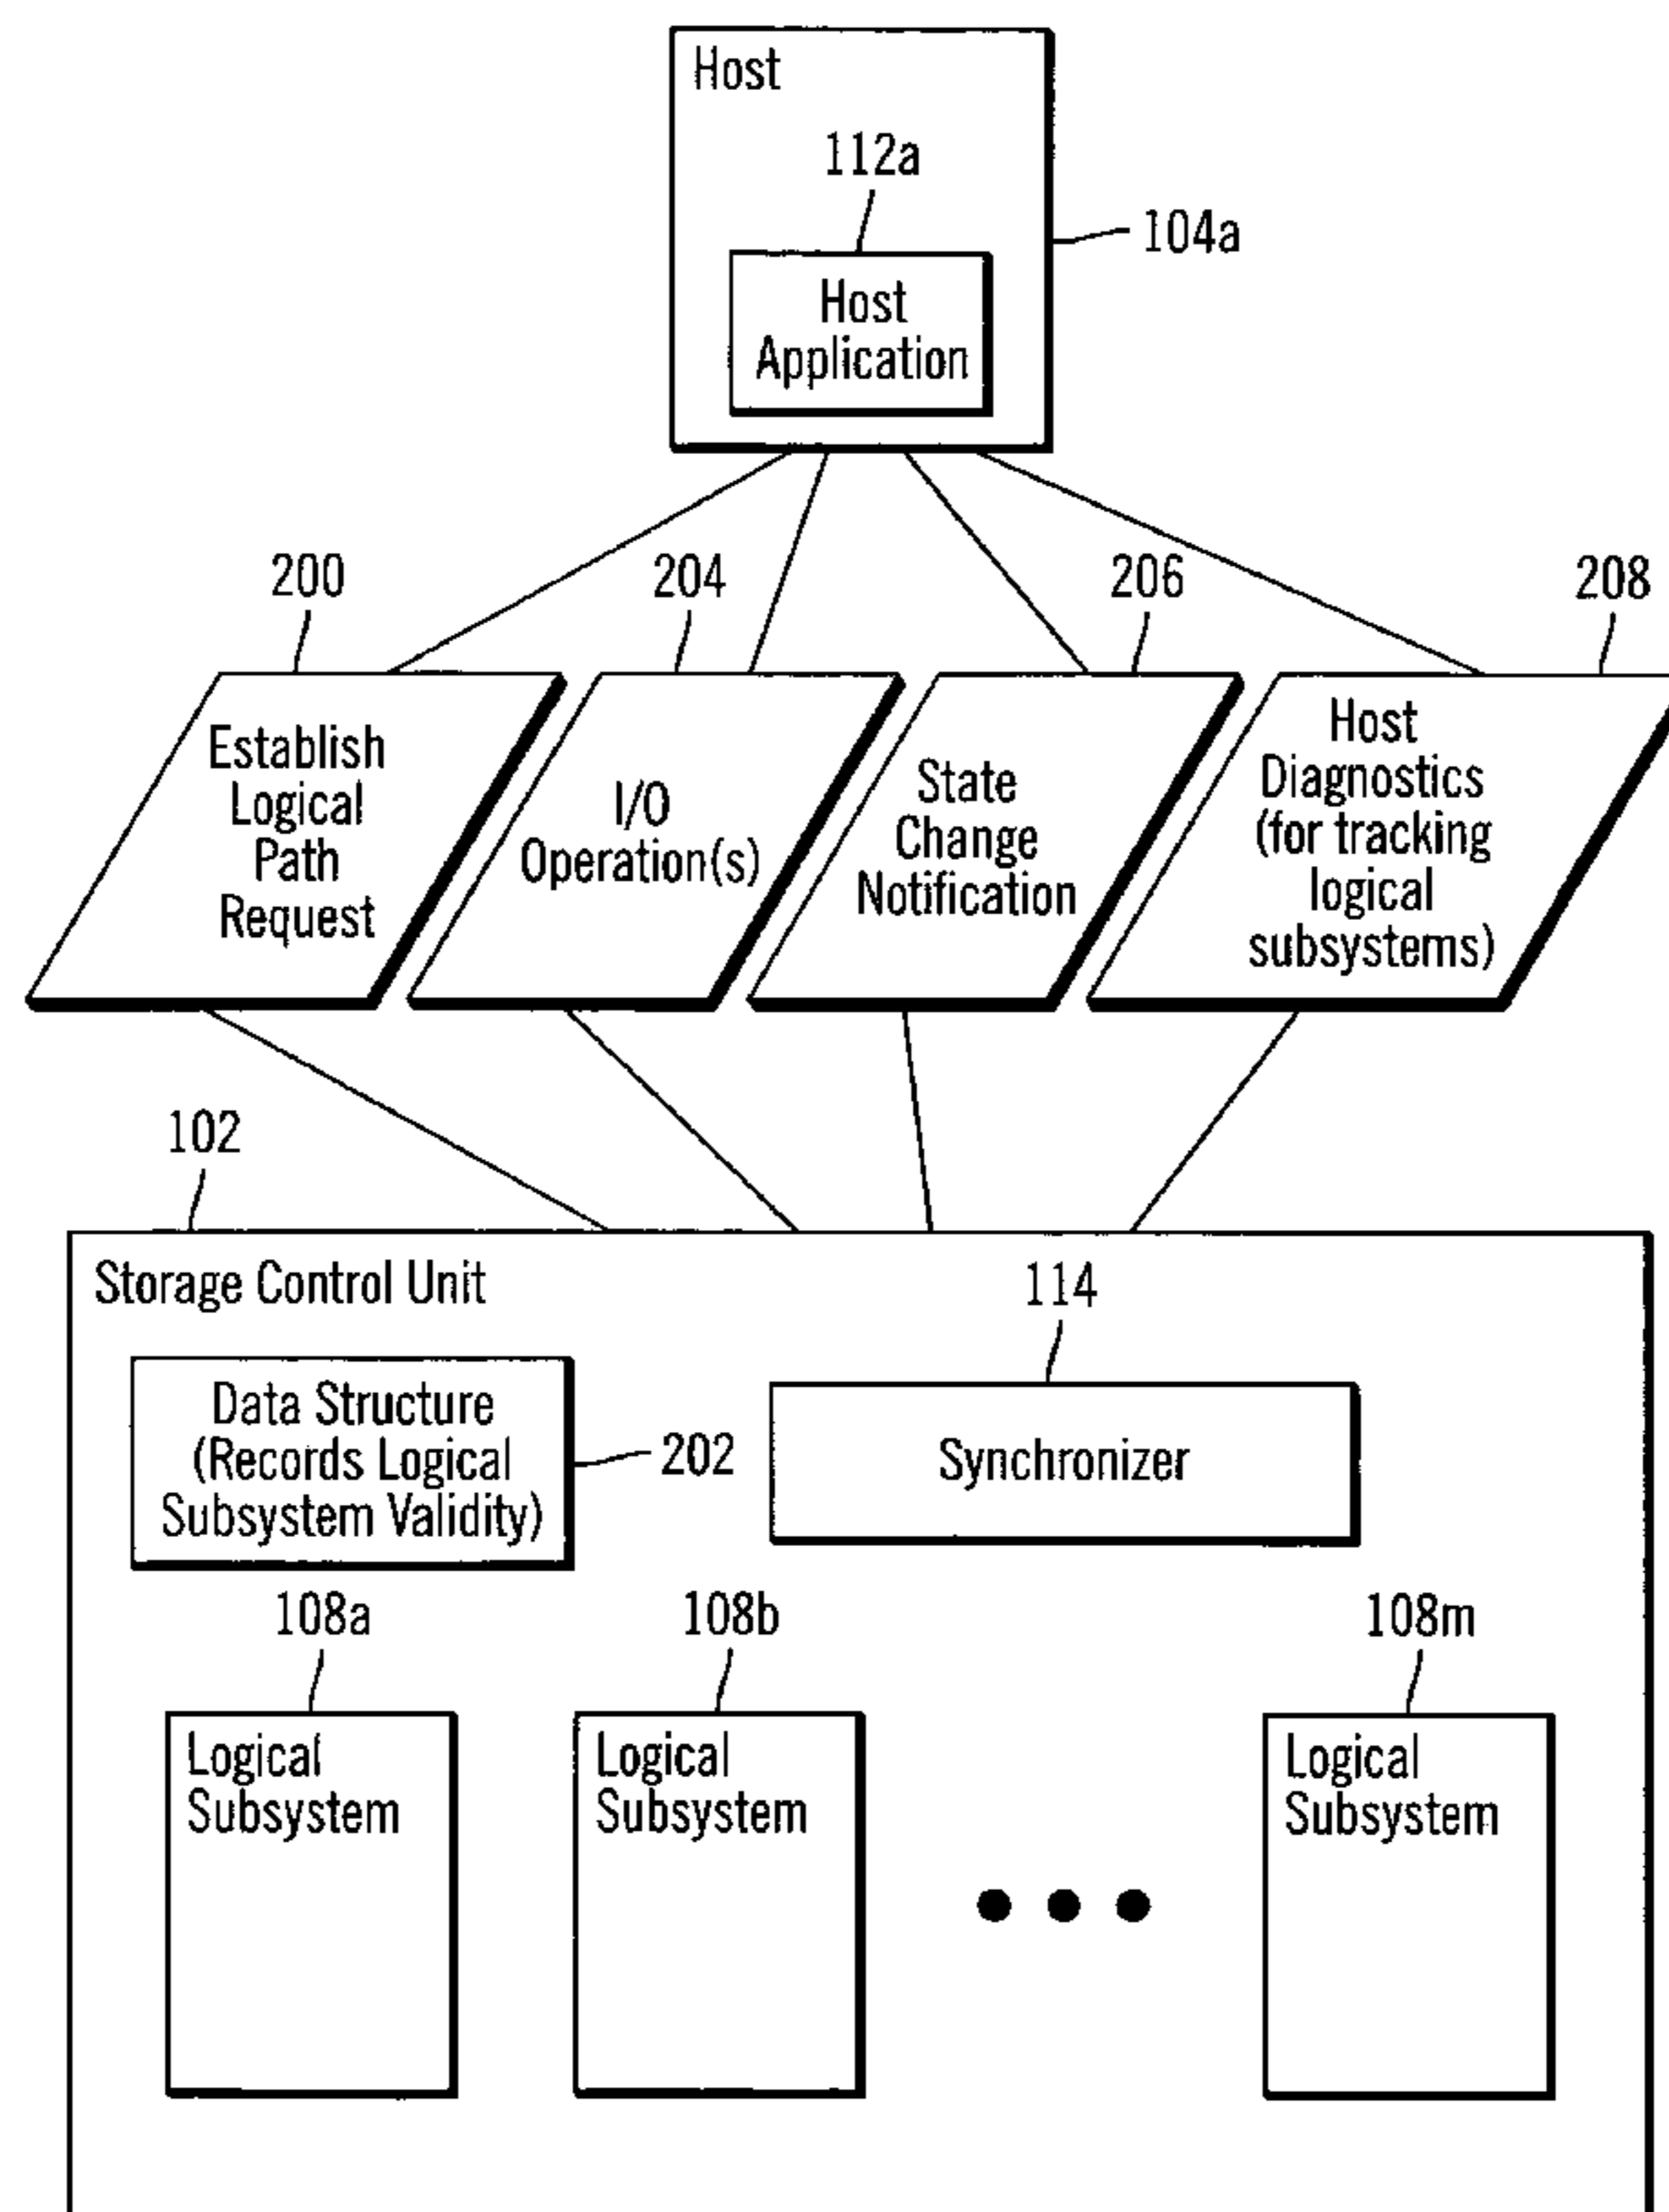 Host
112a
104a
Host
Application
200
204
206
208
Establish
Logical
Path
Request
I/O
Operation(s)
State
Change
Notification
Host
Diagnostics
(for tracking
logical
subsystems)
102
Storage Control Unit
114
Data Structure
(Records Logical
Subsystem Validity)
202
Synchronizer
108a
108b
108m
Logical
Subsystem
Logical
Subsystem
Logical
Subsystem